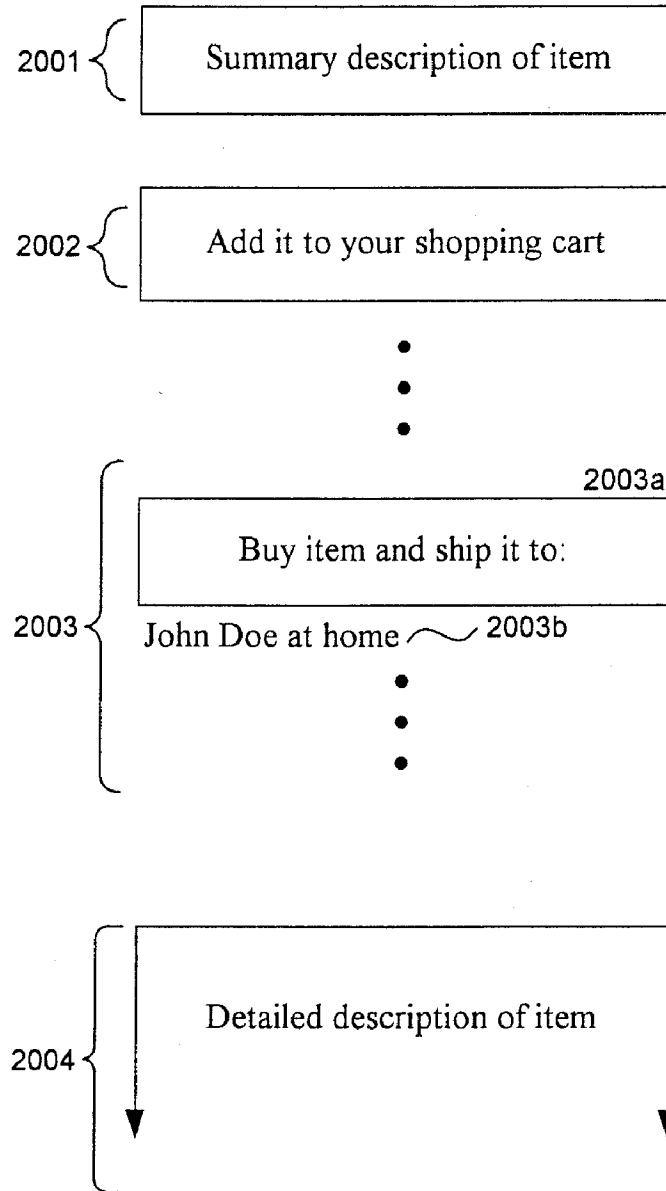 2001
Summary description of item
2002
Add it to your shopping cart
2003a
2003
Buy item and ship it to:
John Doe at home
2003b
2004
Detailed description of item